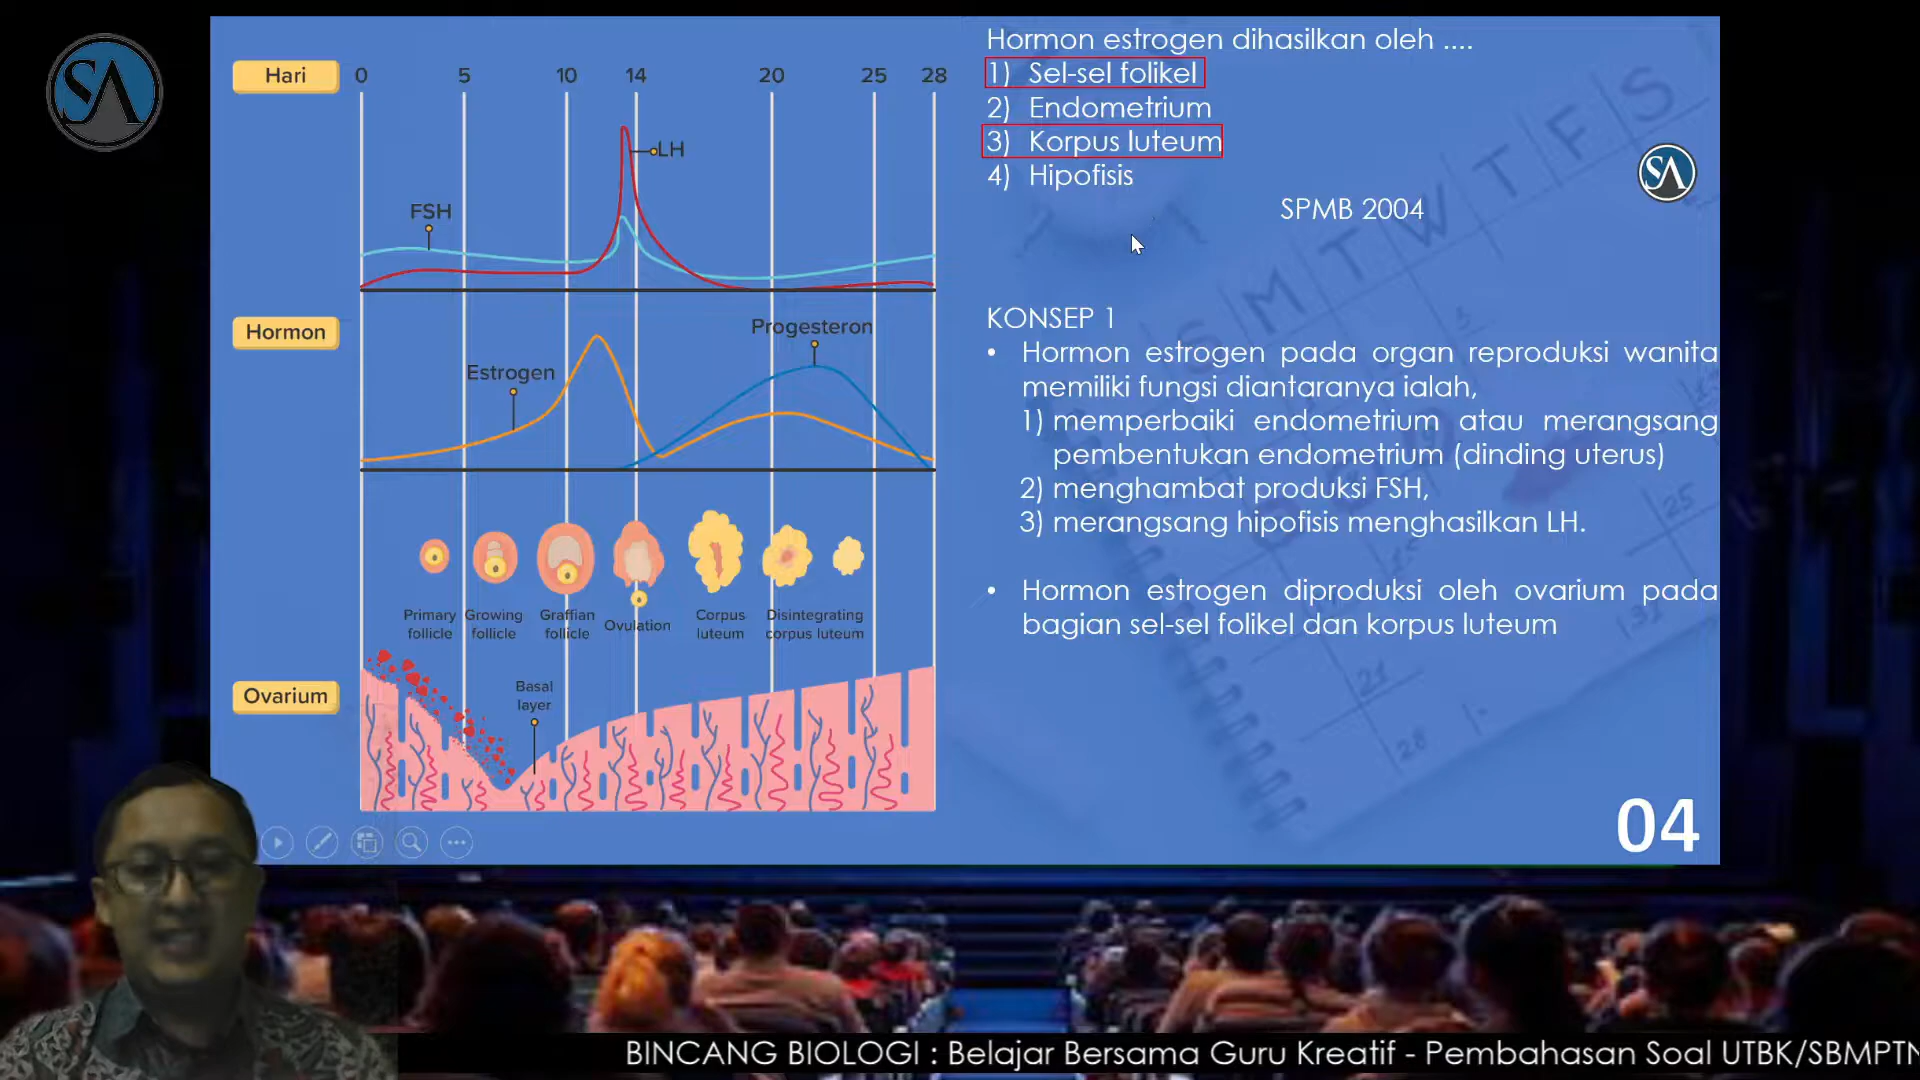 SA
Hari
0 5 10 14 20 25 28
LH
FSH
Hormon
Progesteron
Estrogen
Primary
follicle
Growing
follicle
Graffian
follicle
Ovulation
Corpus
luteum
Disintegrating
corpus luteum
Ovarium
Basal
layer
Hormon estrogen dihasilkan oleh ....
1) Sel-sel folikel
2) Endometrium
3) Korpus luteum
4) Hipofisis
SPMB 2004
SA
KONSEP 1
• Hormon estrogen pada organ reproduksi wanita
memiliki fungsi diantaranya ialah,
1) memperbaiki endometrium atau merangsang
pembentukan endometrium (dinding uterus)
2) menghambat produksi FSH,
3) merangsang hipofisis menghasilkan LH.
• Hormon estrogen diproduksi oleh ovarium pada
bagian sel-sel folikel dan korpus luteum
S M T W T F S
25
28
04
BINCANG BIOLOGI : Belajar Bersama Guru Kreatif - Pembahasan Soal UTBK/SBMPTN